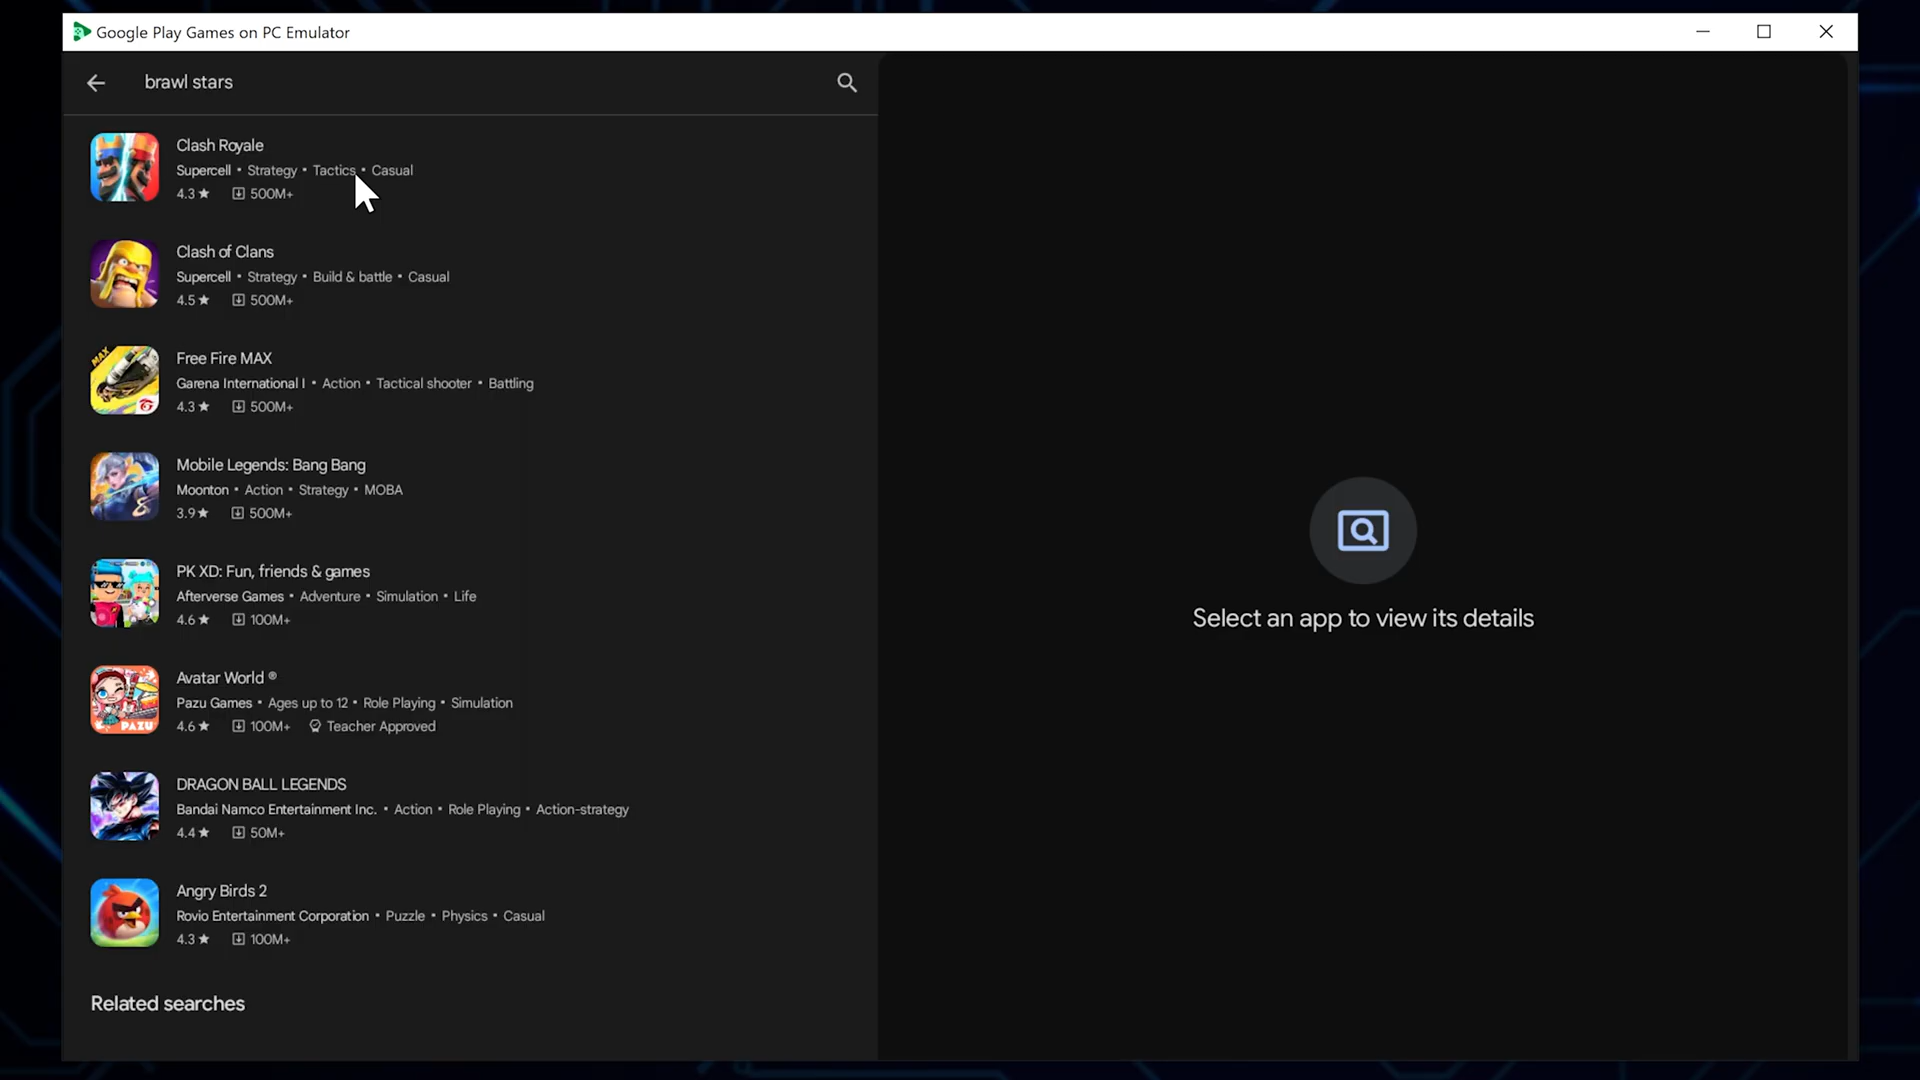 Google Play Games on PC Emulator
brawl stars
Clash Royale
Supercell • Strategy • Tactics • Casual
4.3★ 500M+
Clash of Clans
Supercell • Strategy • Build & battle • Casual
4.5★ 500M+
MAX
Free Fire MAX
Garena International I • Action • Tactical shooter • Battling
4.3★ 500M+
Mobile Legends: Bang Bang
Moonton • Action • Strategy • MOBA
3.9★ 500M+
PK XD: Fun, friends & games
Afterverse Games • Adventure • Simulation • Life
4.6★ 100M+
PAZU
Avatar World ®
Pazu Games • Ages up to 12 • Role Playing • Simulation
4.6★ 100M+ Teacher Approved
DRAGON BALL LEGENDS
Bandai Namco Entertainment Inc. • Action • Role Playing • Action-strategy
4.4★ 50M+
Angry Birds 2
Rovio Entertainment Corporation • Puzzle • Physics • Casual
4.3★ 100M+
Related searches
Select an app to view its details